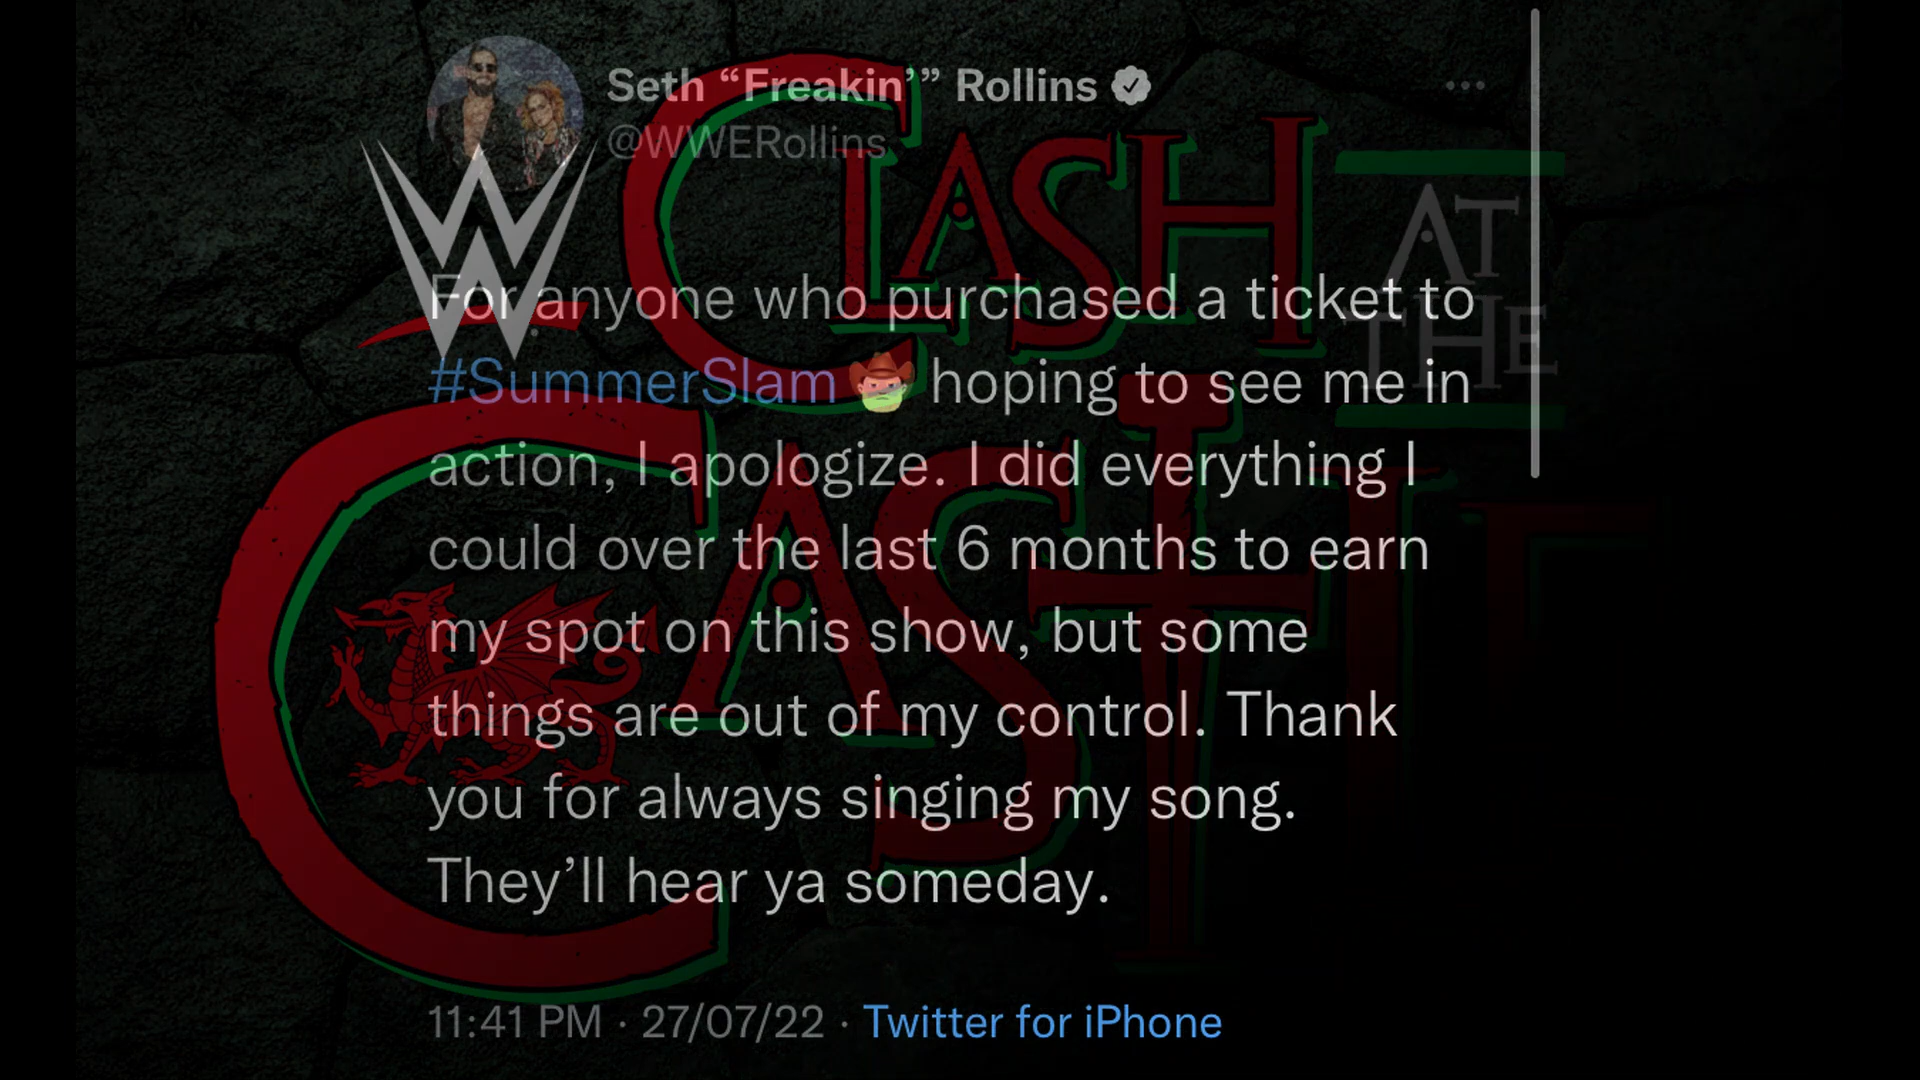 Seth “Freakin’” Rollins
@WWERollins
For anyone who purchased a ticket to
#SummerSlam hoping to see me in
action, I apologize. I did everything I
could over the last 6 months to earn
my spot on this show, but some
things are out of my control. Thank
you for always singing my song.
They’ll hear ya someday.
11:41 PM · 27/07/22 · Twitter for iPhone
W
CLASH
AT
THE
CASTLE